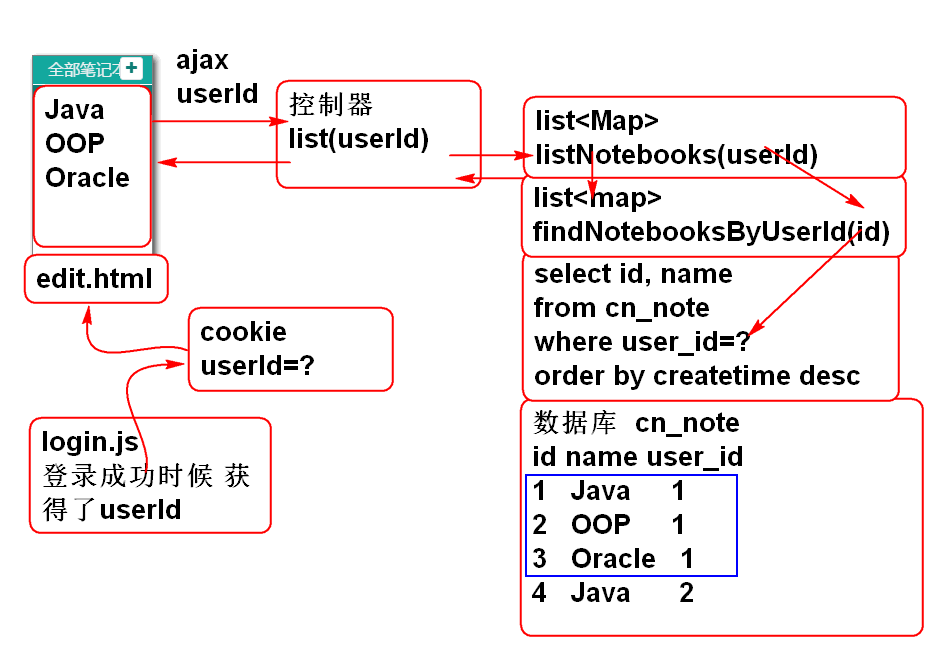 全部笔记本
+
Java
OOP
Oracle
edit.html
ajax
userId
控制器
list(userId)
list<Map>
listNotebooks(userId)
list<map>
findNotebooksByUserId(id)
select id, name
from cn_note
where user_id=?
order by createtime desc
cookie
userId=?
login.js
登录成功时候 获
得了userId
数据库 cn_note
id name user_id
1 Java 1
2 OOP 1
3 Oracle 1
4 Java 2